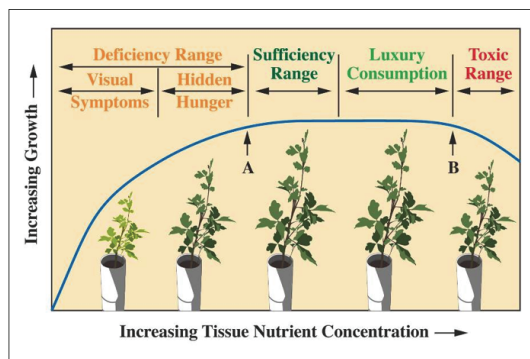 Deficiency Range
Visual
Symptoms
Hidden
Hunger
Sufficiency
Range
Luxury
Consumption
Toxic
Range
A
B
Increasing Growth
Increasing Tissue Nutrient Concentration